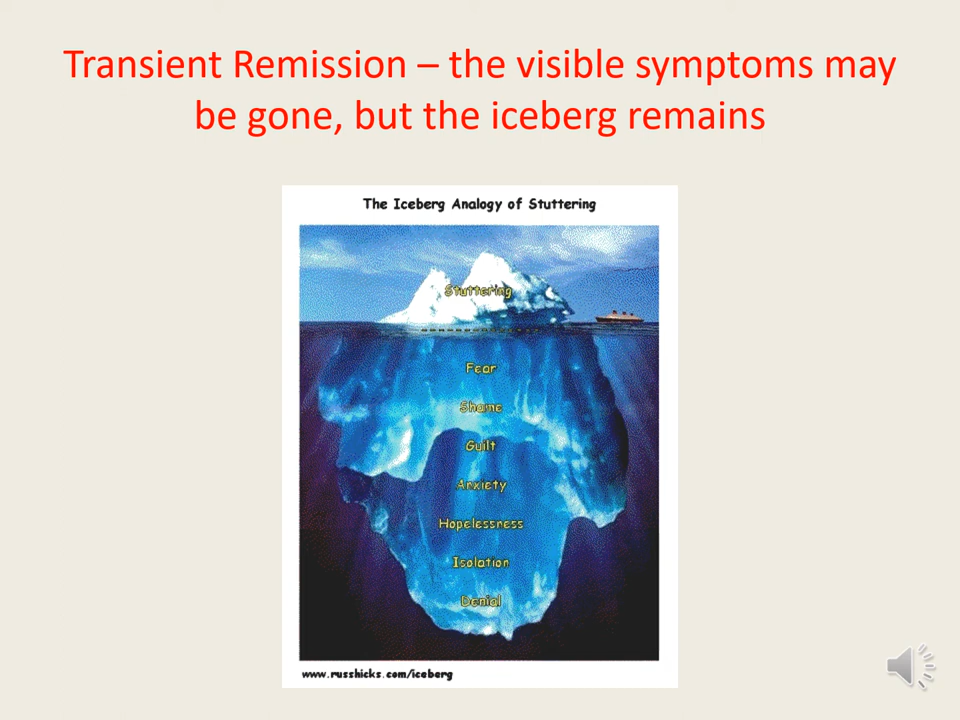 Transient Remission – the visible symptoms may
be gone, but the iceberg remains
The Iceberg Analogy of Stuttering
Stuttering
Fear
Shame
Guilt
Anxiety
Hopelessness
Isolation
Denial
www.russhicks.com/iceberg